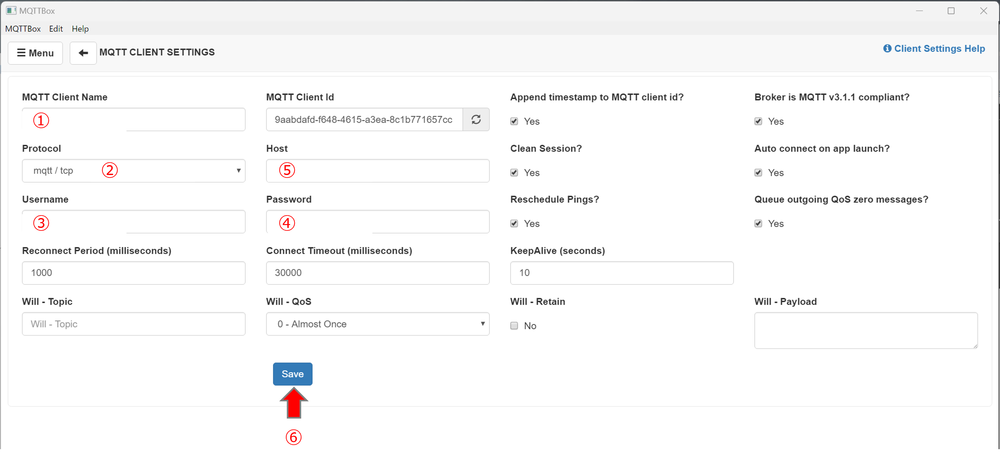 MQTTBox
MQTTBox Edit Help
Menu MQTT CLIENT SETTINGS Client Settings Help
MQTT Client Name MQTT Client Id Append timestamp to MQTT client id? Broker is MQTT v3.1.1 compliant?
① 9aabdafd-f648-4615-a3ea-8c1b771657cc Yes Yes
Protocol Host Clean Session? Auto connect on app launch?
mqtt / tcp ② ⑤ Yes Yes
Username Password Reschedule Pings? Queue outgoing QoS zero messages?
③ ④ Yes Yes
Reconnect Period (milliseconds) Connect Timeout (milliseconds) KeepAlive (seconds)
1000 30000 10
Will - Topic Will - QoS Will - Retain Will - Payload
Will - Topic 0 - Almost Once No
Save
⑥